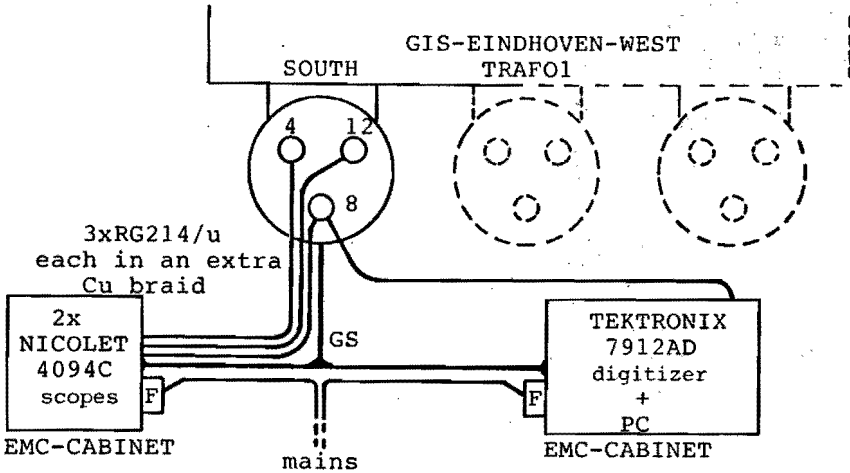 GIS-EINDHOVEN-WEST
SOUTH
TRAFO1
4
12
8
3xRG214/u
each in an extra
Cu braid
2x
NICOLET
4094C
scopes
F
EMC-CABINET
GS
mains
TEKTRONIX
7912AD
digitizer
+
PC
F
EMC-CABINET